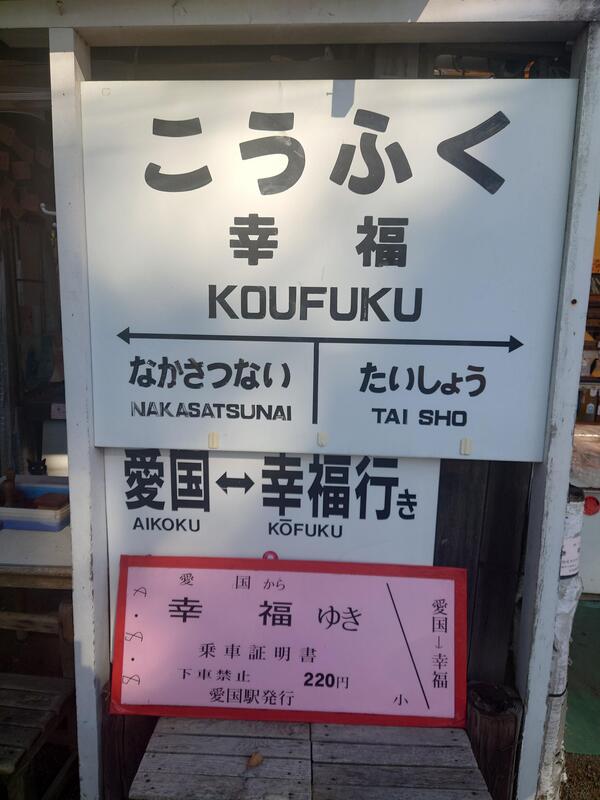 こうふく
幸福
KOUFUKU
なかさつない たいしょう
NAKASATSUNAI TAI SHO
愛国↔幸福行き
AIKOKU KŌFUKU
愛国から
幸福ゆき
乗車証明書
下車禁止 220円
愛国駅発行 小
愛国→幸福
8.8.8